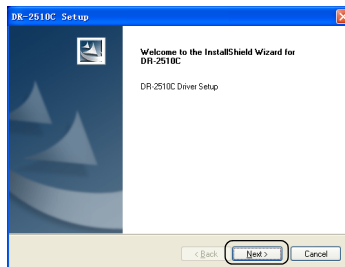 DR-2510C Setup
Welcome to the InstallShield Wizard for
DR-2510C
DR-2510C Driver Setup
< Back Next > Cancel